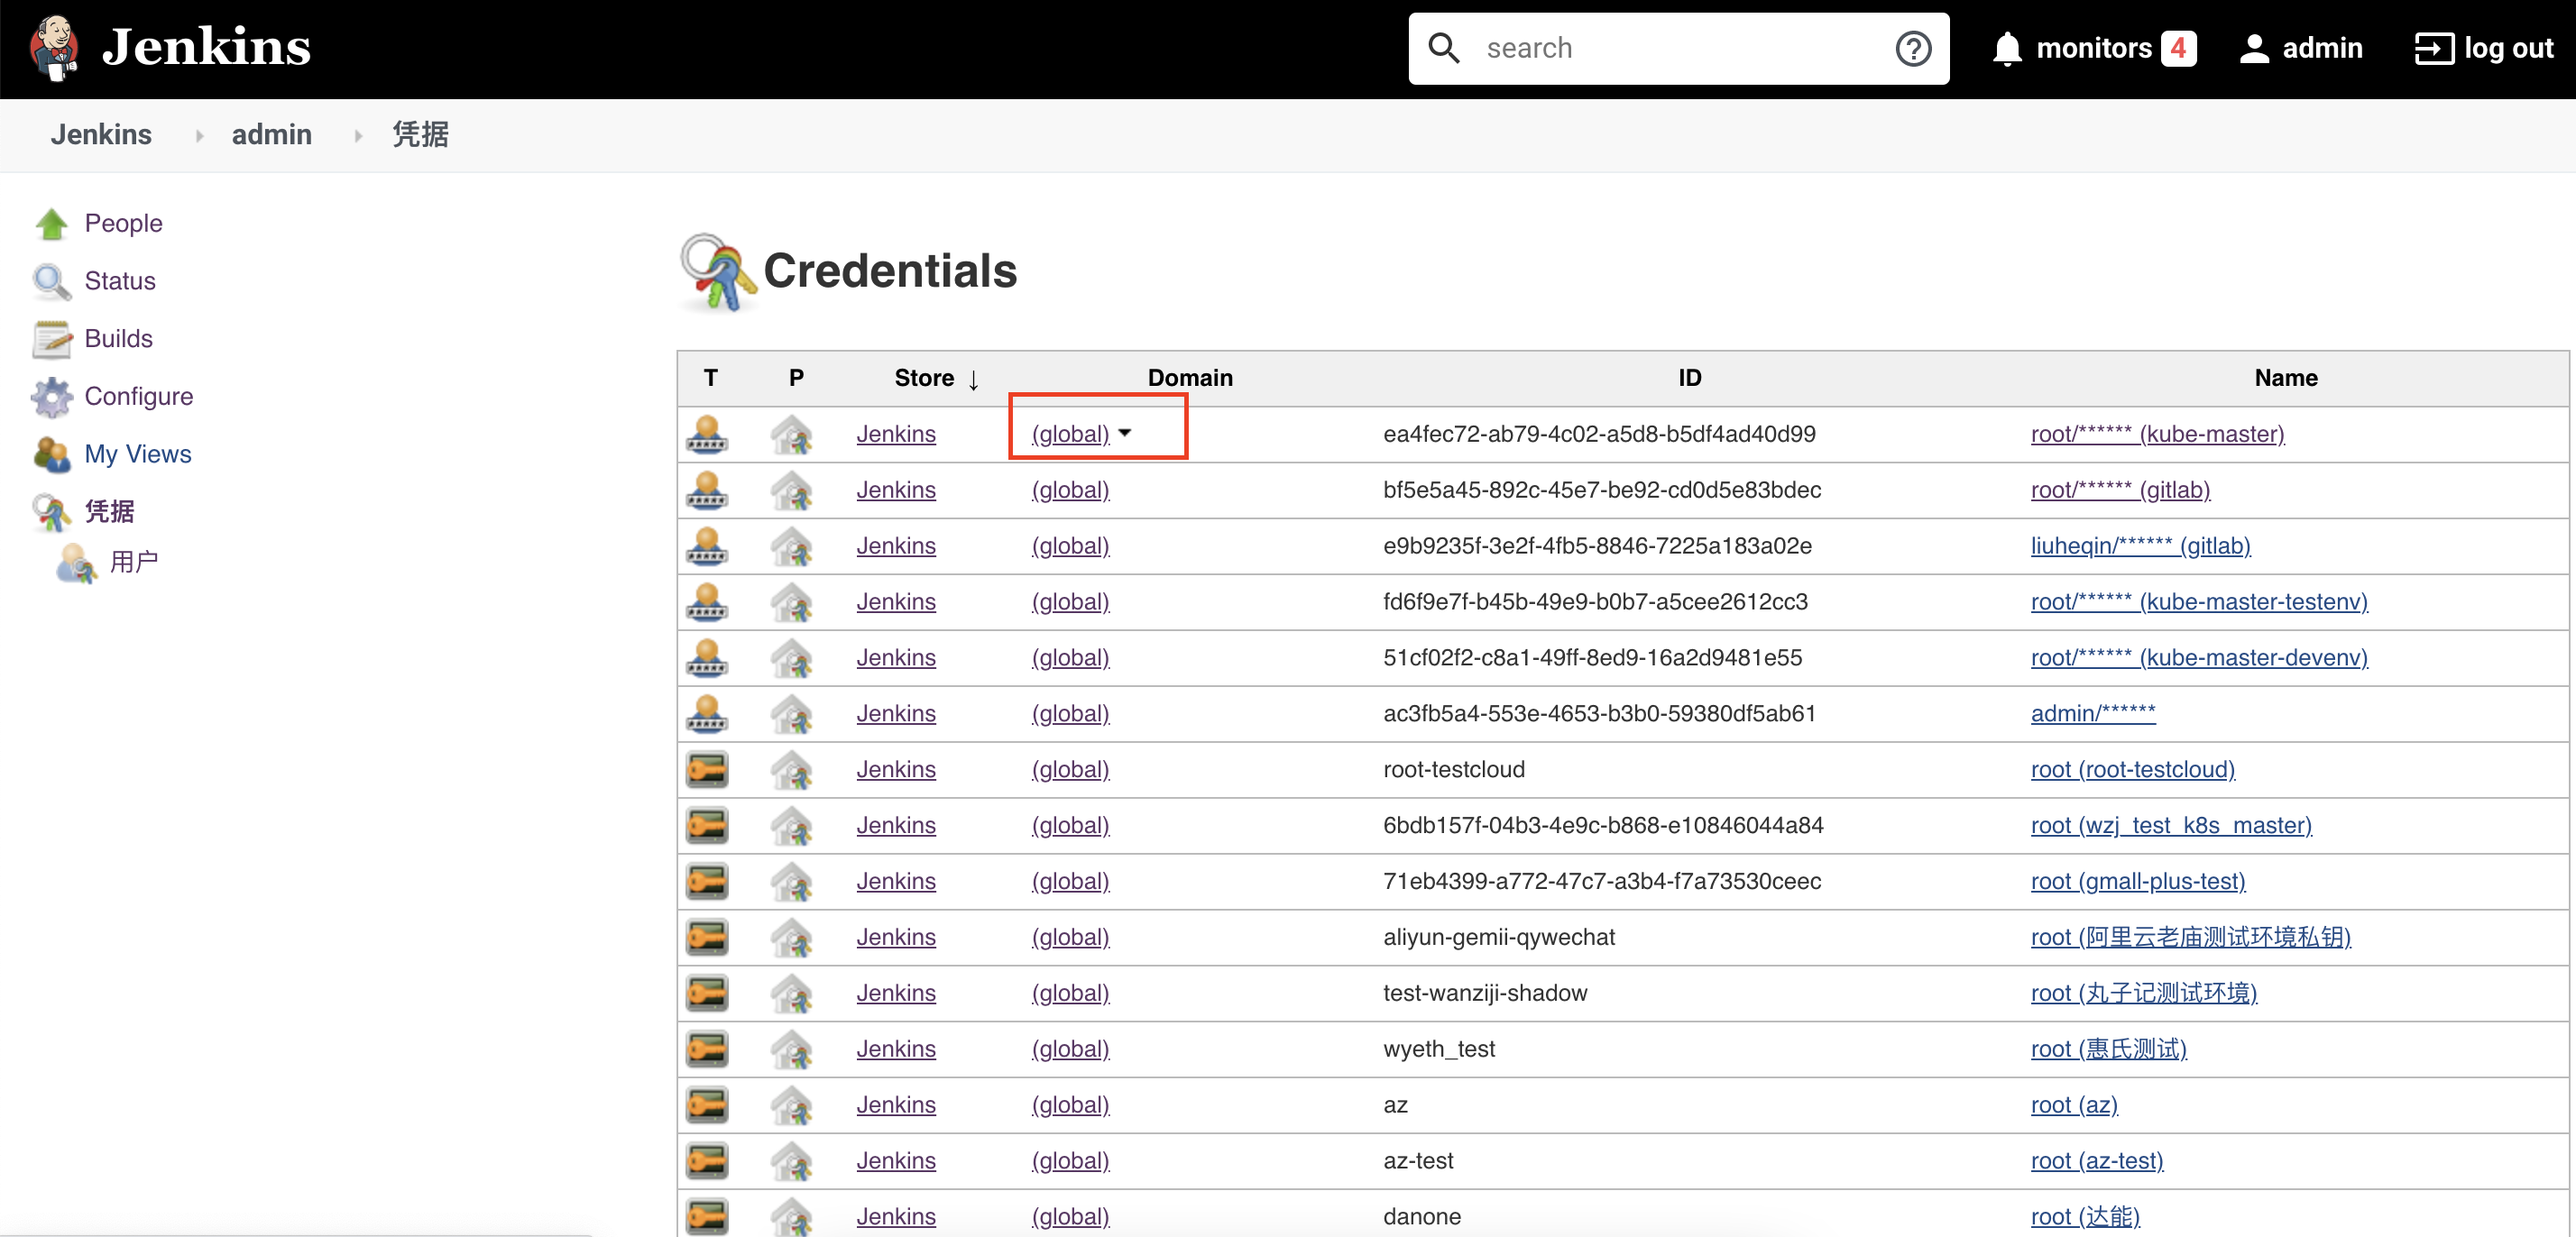 Jenkins
search
monitors 4
admin
log out
Jenkins admin 凭据
People
Status
Builds
Configure
My Views
凭据
用户
Credentials
T P Store ↓ Domain ID Name
Jenkins (global) ea4fec72-ab79-4c02-a5d8-b5df4ad40d99 root/****** (kube-master)
Jenkins (global) bf5e5a45-892c-45e7-be92-cd0d5e83bdec root/****** (gitlab)
Jenkins (global) e9b9235f-3e2f-4fb5-8846-7225a183a02e liuheqin/****** (gitlab)
Jenkins (global) fd6f9e7f-b45b-49e9-b0b7-a5cee2612cc3 root/****** (kube-master-testenv)
Jenkins (global) 51cf02f2-c8a1-49ff-8ed9-16a2d9481e55 root/****** (kube-master-devenv)
Jenkins (global) ac3fb5a4-553e-4653-b3b0-59380df5ab61 admin/******
Jenkins (global) root-testcloud root (root-testcloud)
Jenkins (global) 6bdb157f-04b3-4e9c-b868-e10846044a84 root (wzj_test_k8s_master)
Jenkins (global) 71eb4399-a772-47c7-a3b4-f7a73530ceec root (gmall-plus-test)
Jenkins (global) aliyun-gemii-qywechat root (阿里云老庙测试环境私钥)
Jenkins (global) test-wanziji-shadow root (丸子记测试环境)
Jenkins (global) wyeth_test root (惠氏测试)
Jenkins (global) az root (az)
Jenkins (global) az-test root (az-test)
Jenkins (global) danone root (达能)